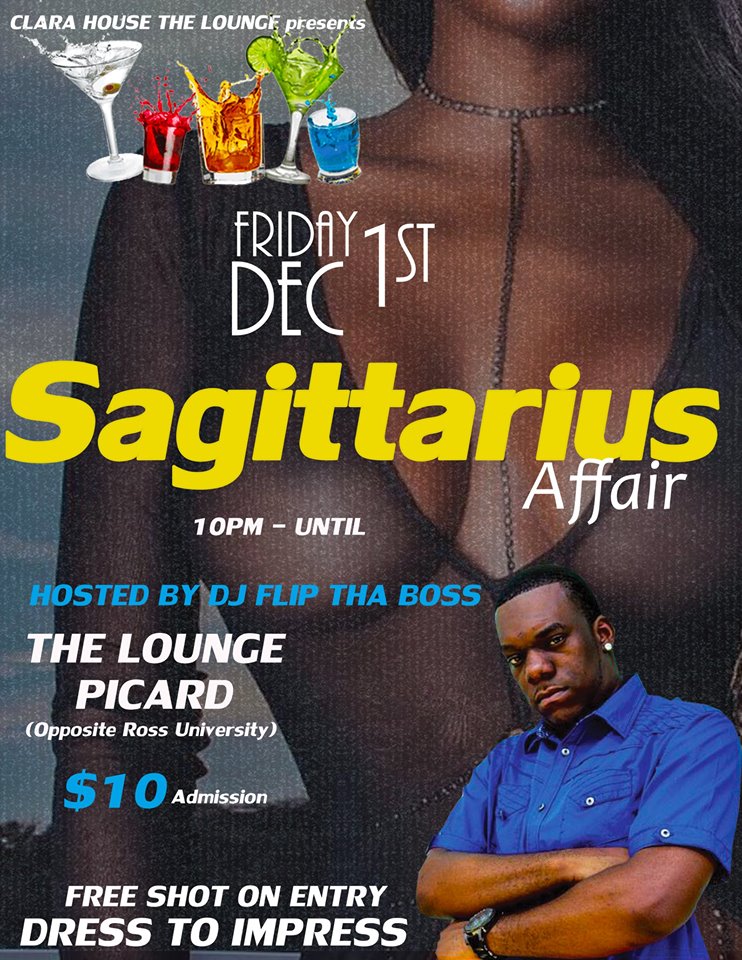 CLARA HOUSE THE LOUNGE presents
FRIDAY
DEC 1ST
Sagittarius
Affair
10PM - UNTIL
HOSTED BY DJ FLIP THA BOSS
THE LOUNGE
PICARD
(Opposite Ross University)
$10 Admission
FREE SHOT ON ENTRY
DRESS TO IMPRESS